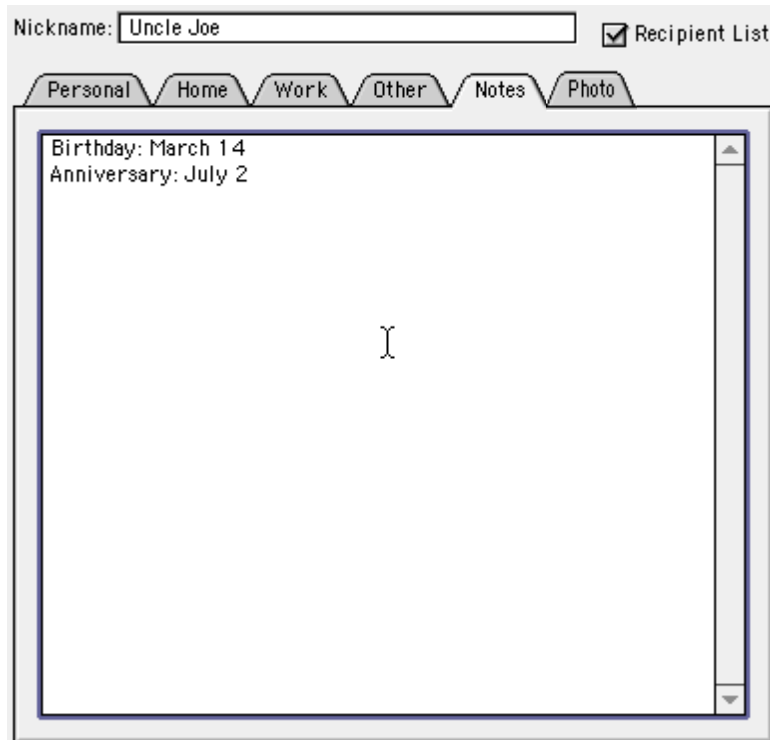 Nickname: Uncle Joe
Recipient List
Personal Home Work Other Notes Photo
Birthday: March 14
Anniversary: July 2